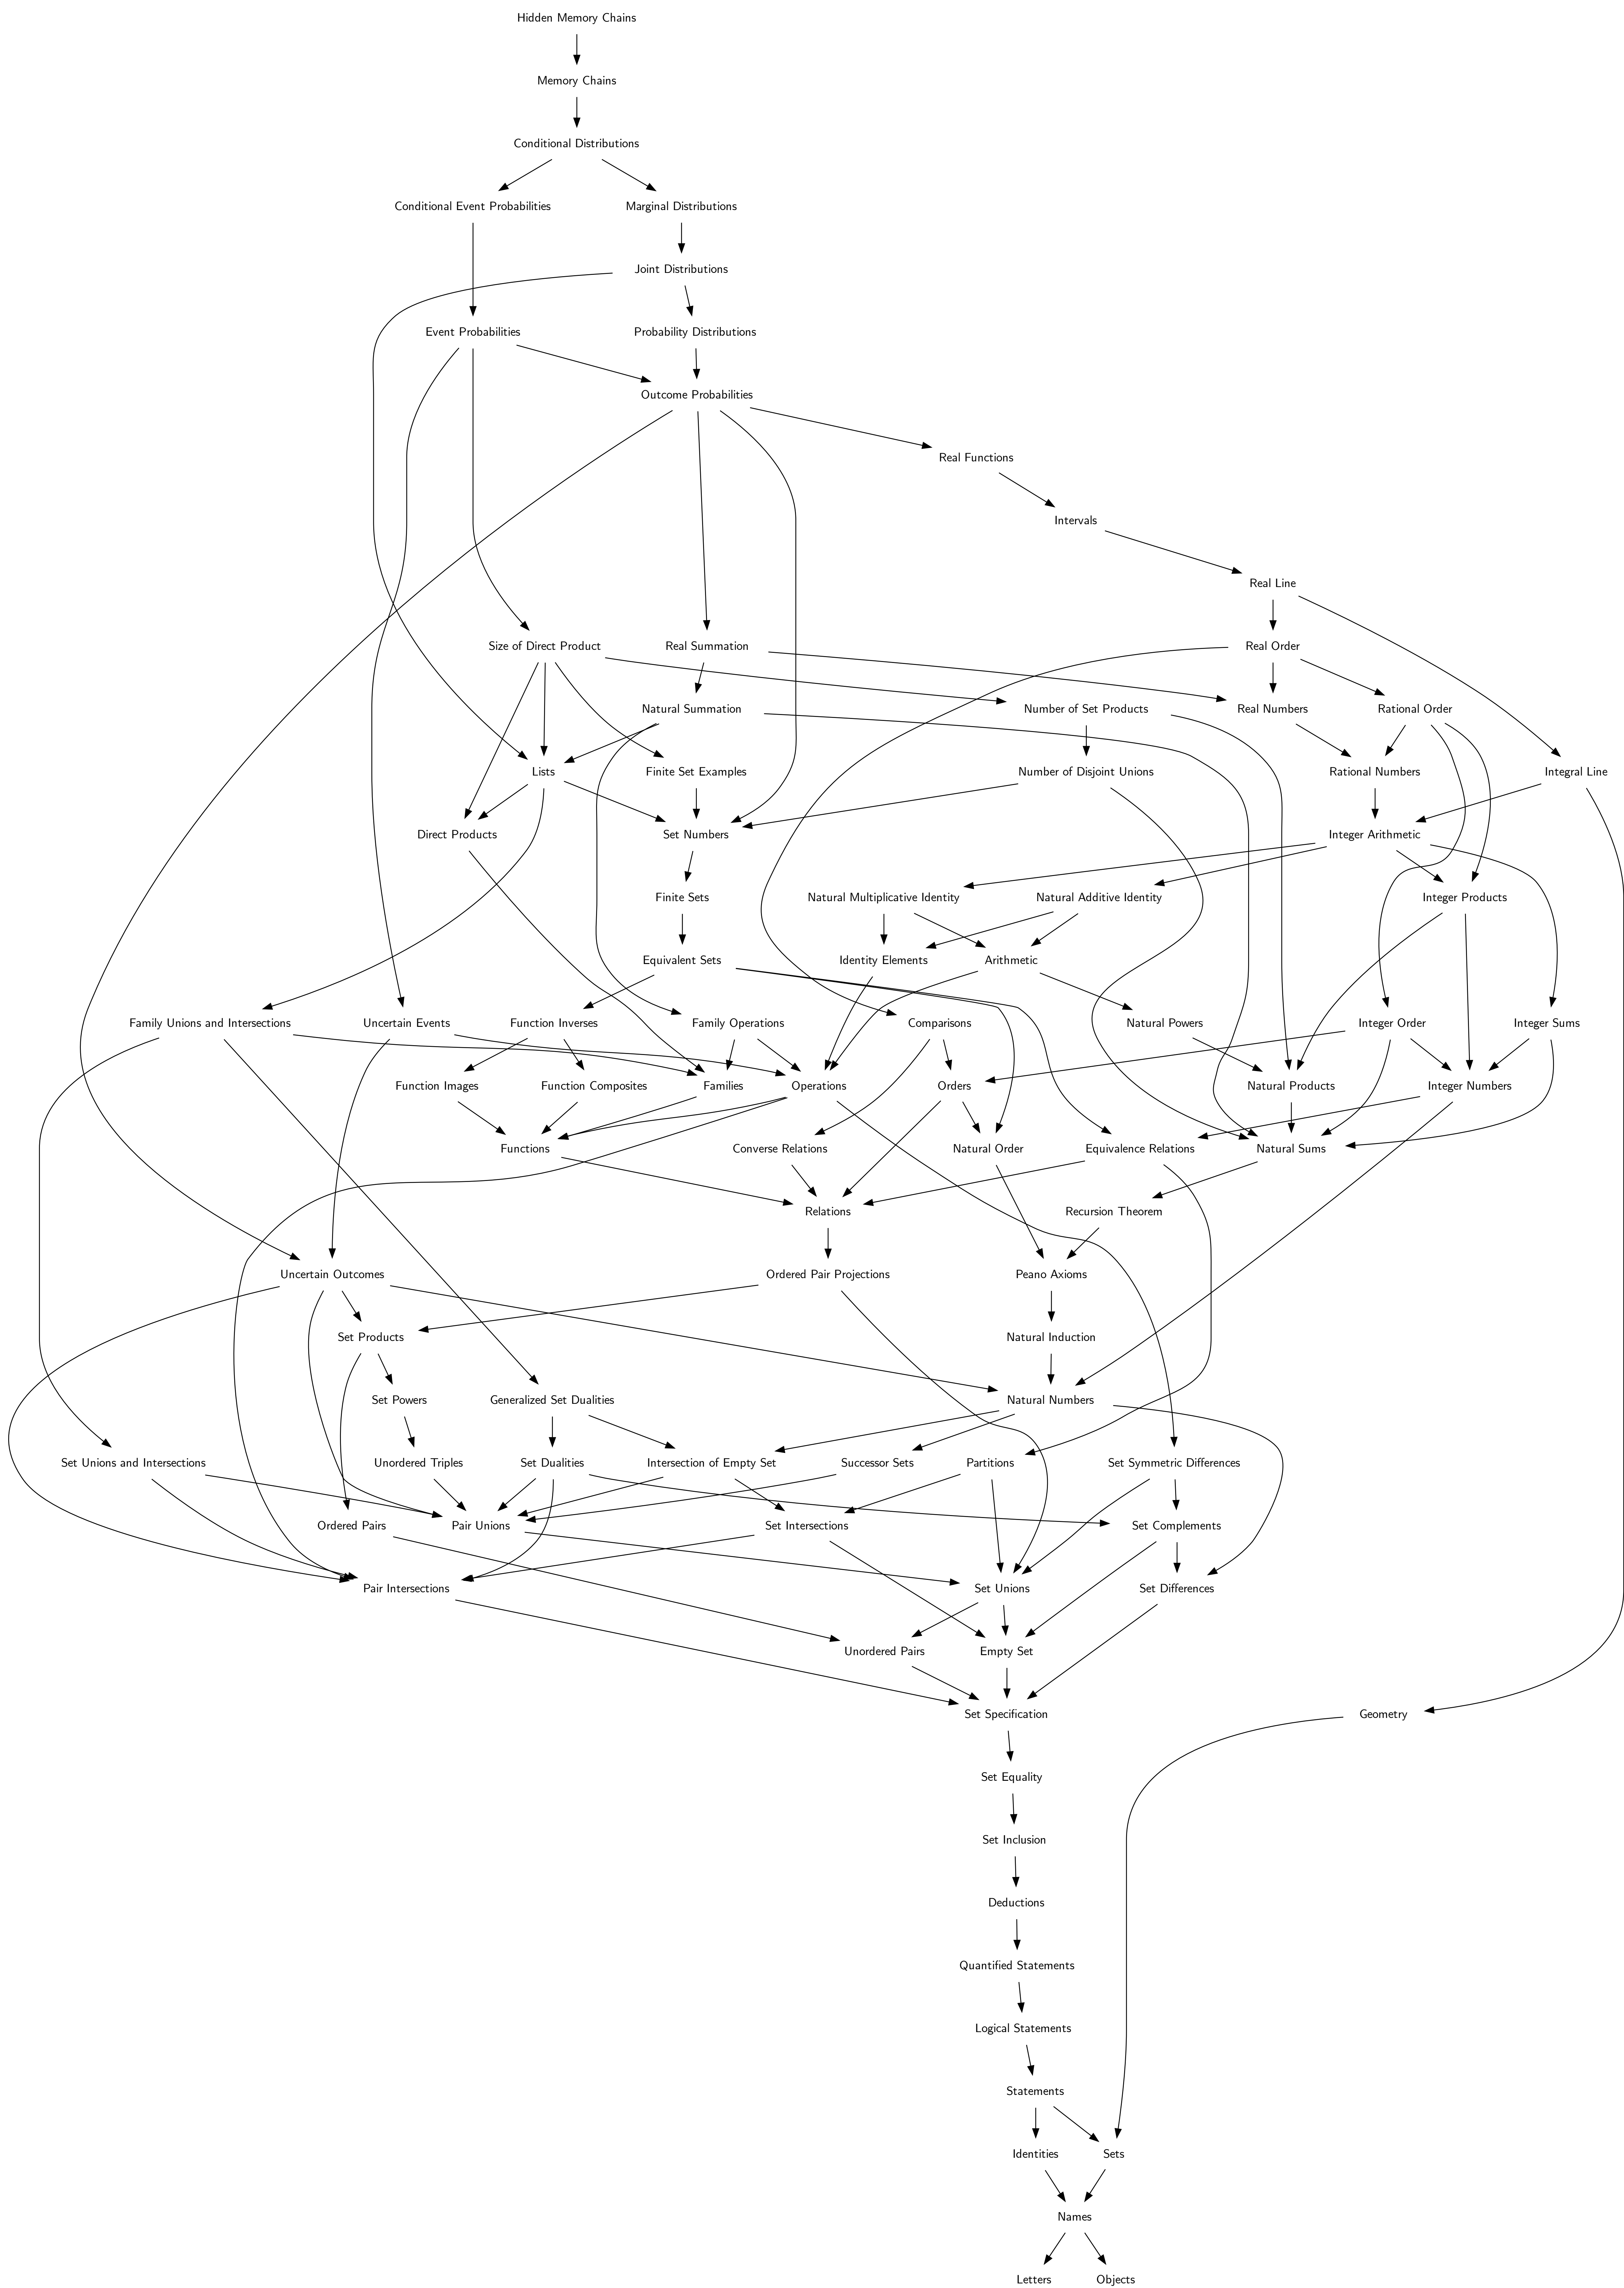 Hidden Memory Chains
Memory Chains
Conditional Distributions
Conditional Event Probabilities
Marginal Distributions
Joint Distributions
Event Probabilities
Probability Distributions
Outcome Probabilities
Real Functions
Intervals
Real Line
Size of Direct Product
Real Summation
Real Order
Natural Summation
Number of Set Products
Real Numbers
Rational Order
Lists
Finite Set Examples
Number of Disjoint Unions
Rational Numbers
Integral Line
Direct Products
Set Numbers
Integer Arithmetic
Finite Sets
Natural Multiplicative Identity
Natural Additive Identity
Integer Products
Equivalent Sets
Identity Elements
Arithmetic
Family Unions and Intersections
Uncertain Events
Function Inverses
Family Operations
Comparisons
Natural Powers
Integer Order
Integer Sums
Function Images
Function Composites
Families
Operations
Orders
Natural Products
Integer Numbers
Functions
Converse Relations
Natural Order
Equivalence Relations
Natural Sums
Relations
Recursion Theorem
Uncertain Outcomes
Ordered Pair Projections
Peano Axioms
Set Products
Natural Induction
Set Powers
Generalized Set Dualities
Natural Numbers
Set Unions and Intersections
Unordered Triples
Set Dualities
Intersection of Empty Set
Successor Sets
Partitions
Set Symmetric Differences
Ordered Pairs
Pair Unions
Set Intersections
Set Complements
Pair Intersections
Set Unions
Set Differences
Unordered Pairs
Empty Set
Set Specification
Geometry
Set Equality
Set Inclusion
Deductions
Quantified Statements
Logical Statements
Statements
Identities
Sets
Names
Letters
Objects